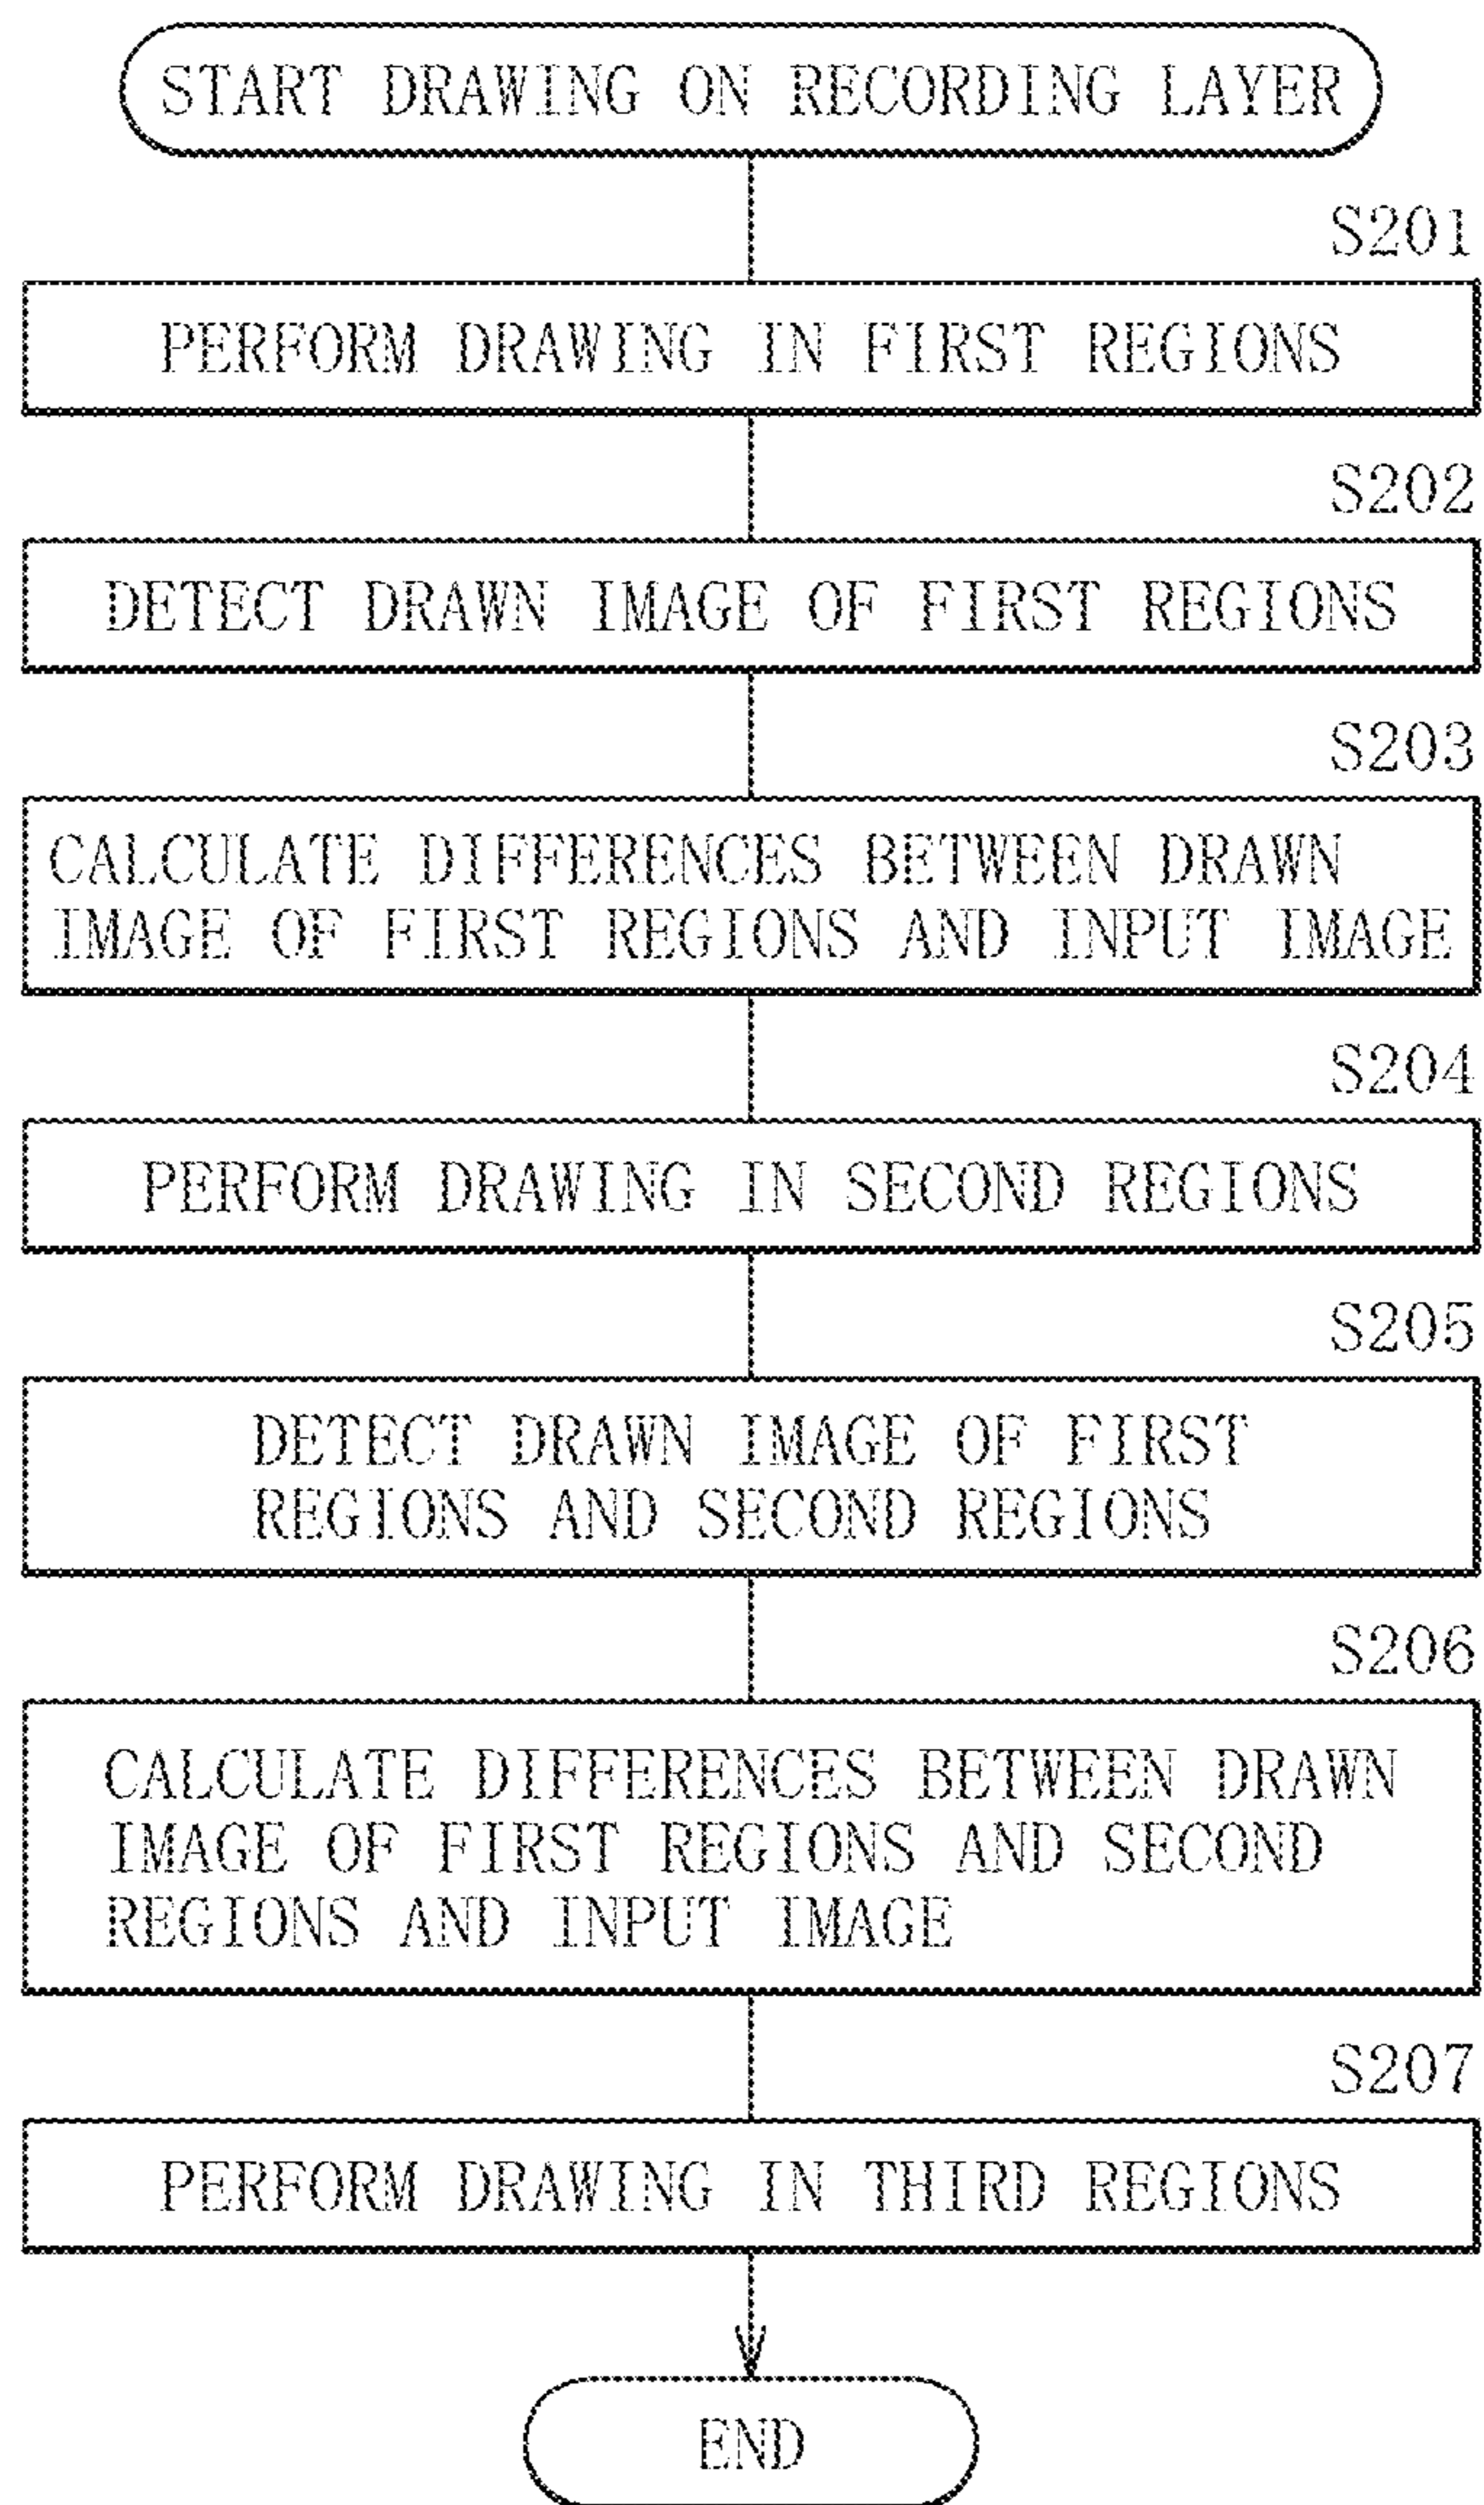 START DRAWING ON RECORDING LAYER
S201
PERFORM DRAWING IN FIRST REGIONS
S202
DETECT DRAWN IMAGE OF FIRST REGIONS
S203
CALCULATE DIFFERENCES BETWEEN DRAWN
IMAGE OF FIRST REGIONS AND INPUT IMAGE
S204
PERFORM DRAWING IN SECOND REGIONS
S205
DETECT DRAWN IMAGE OF FIRST
REGIONS AND SECOND REGIONS
S206
CALCULATE DIFFERENCES BETWEEN DRAWN
IMAGE OF FIRST REGIONS AND SECOND
REGIONS AND INPUT IMAGE
S207
PERFORM DRAWING IN THIRD REGIONS
END